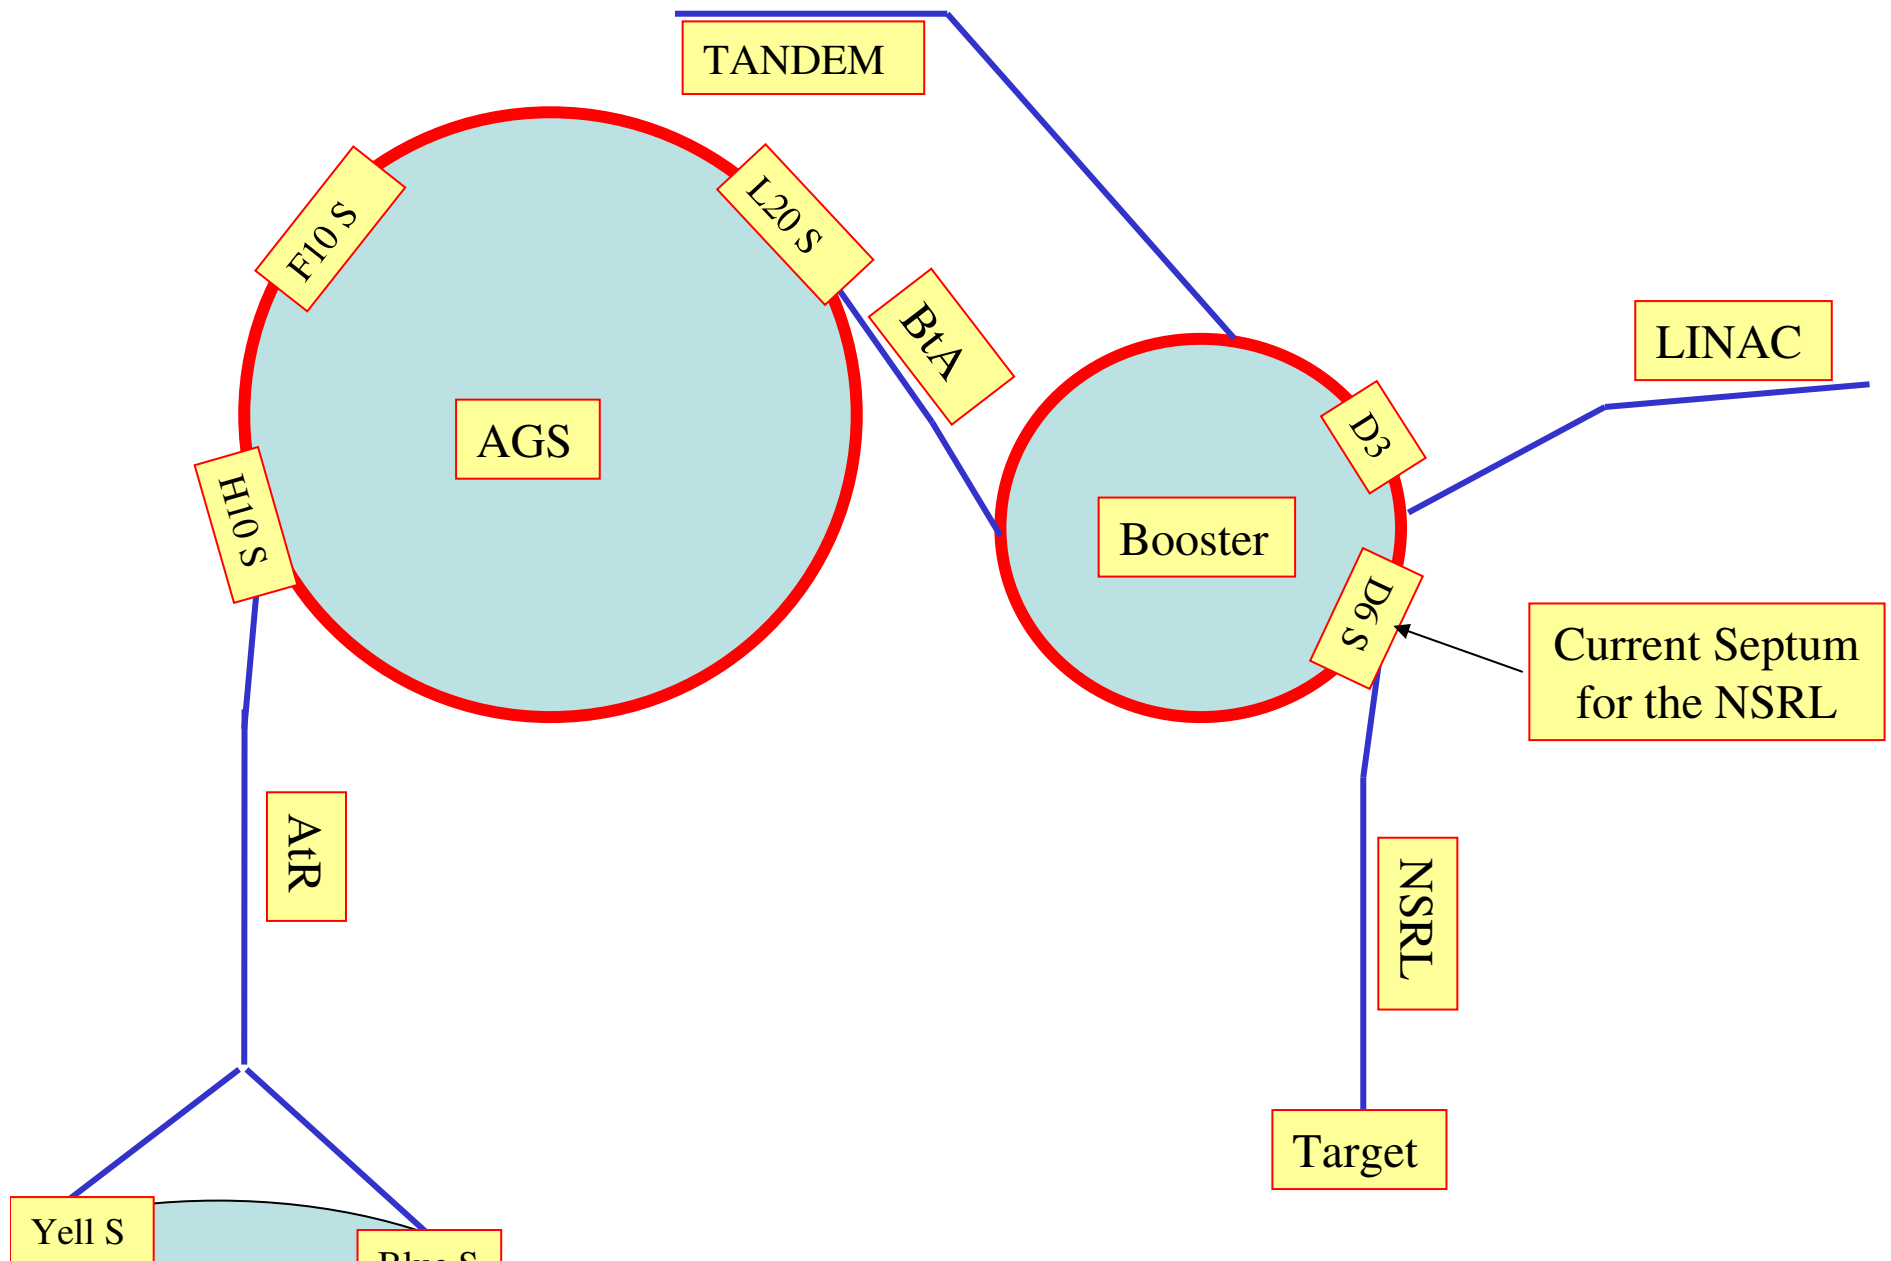 TANDEM
F10 S
L20 S
BtA
LINAC
D3
AGS
H10 S
Booster
D6 S
Current Septum
for the NSRL
AtR
NSRL
Target
Yell S
Blue S